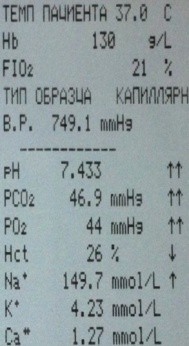 ТЕМП ПАЦИЕНТА 37.0 C
Hb 130 g/L
FIO2 21 %
ТИП ОБРАЗЦА КАПИЛЛЯРН
B.P. 749.1 mmHg
------------
pH 7.433 ↑↑
PCO2 46.9 mmHg ↑↑
PO2 44 mmHg ↑↑
Hct 26 % ↓
Na⁺ 149.7 mmol/L ↑
K⁺ 4.23 mmol/L
Ca⁺⁺ 1.27 mmol/L